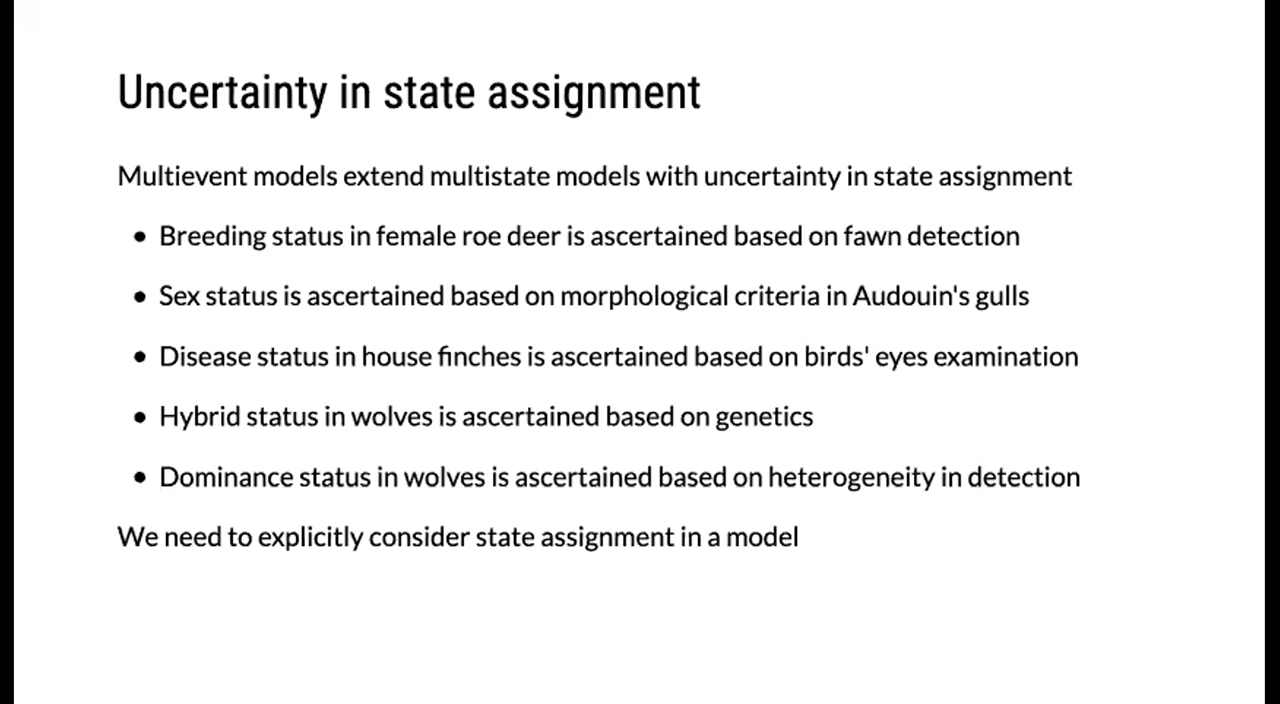 Uncertainty in state assignment
Multievent models extend multistate models with uncertainty in state assignment
• Breeding status in female roe deer is ascertained based on fawn detection
• Sex status is ascertained based on morphological criteria in Audouin's gulls
• Disease status in house finches is ascertained based on birds' eyes examination
• Hybrid status in wolves is ascertained based on genetics
• Dominance status in wolves is ascertained based on heterogeneity in detection
We need to explicitly consider state assignment in a model